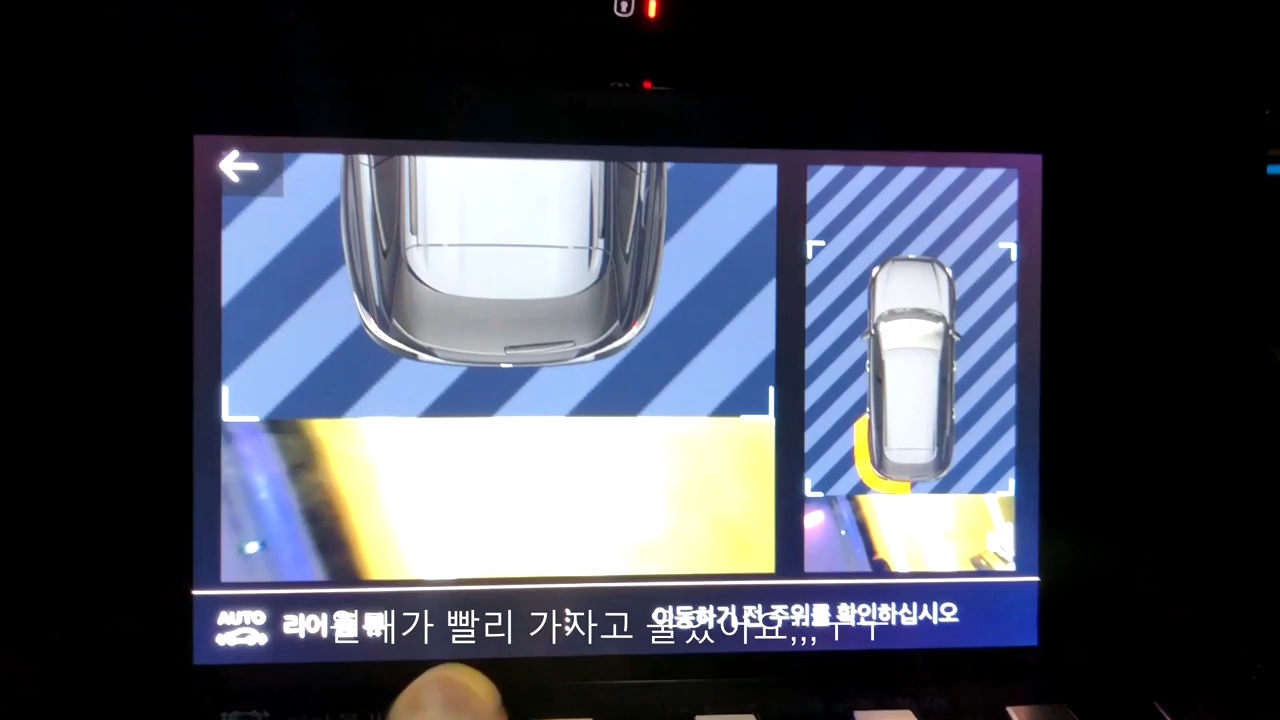 AUTO
리어 줌 뷰
이동하기 전 주위를 확인하십시오
빨리 가자고 울었어요,,,ㅜㅜ